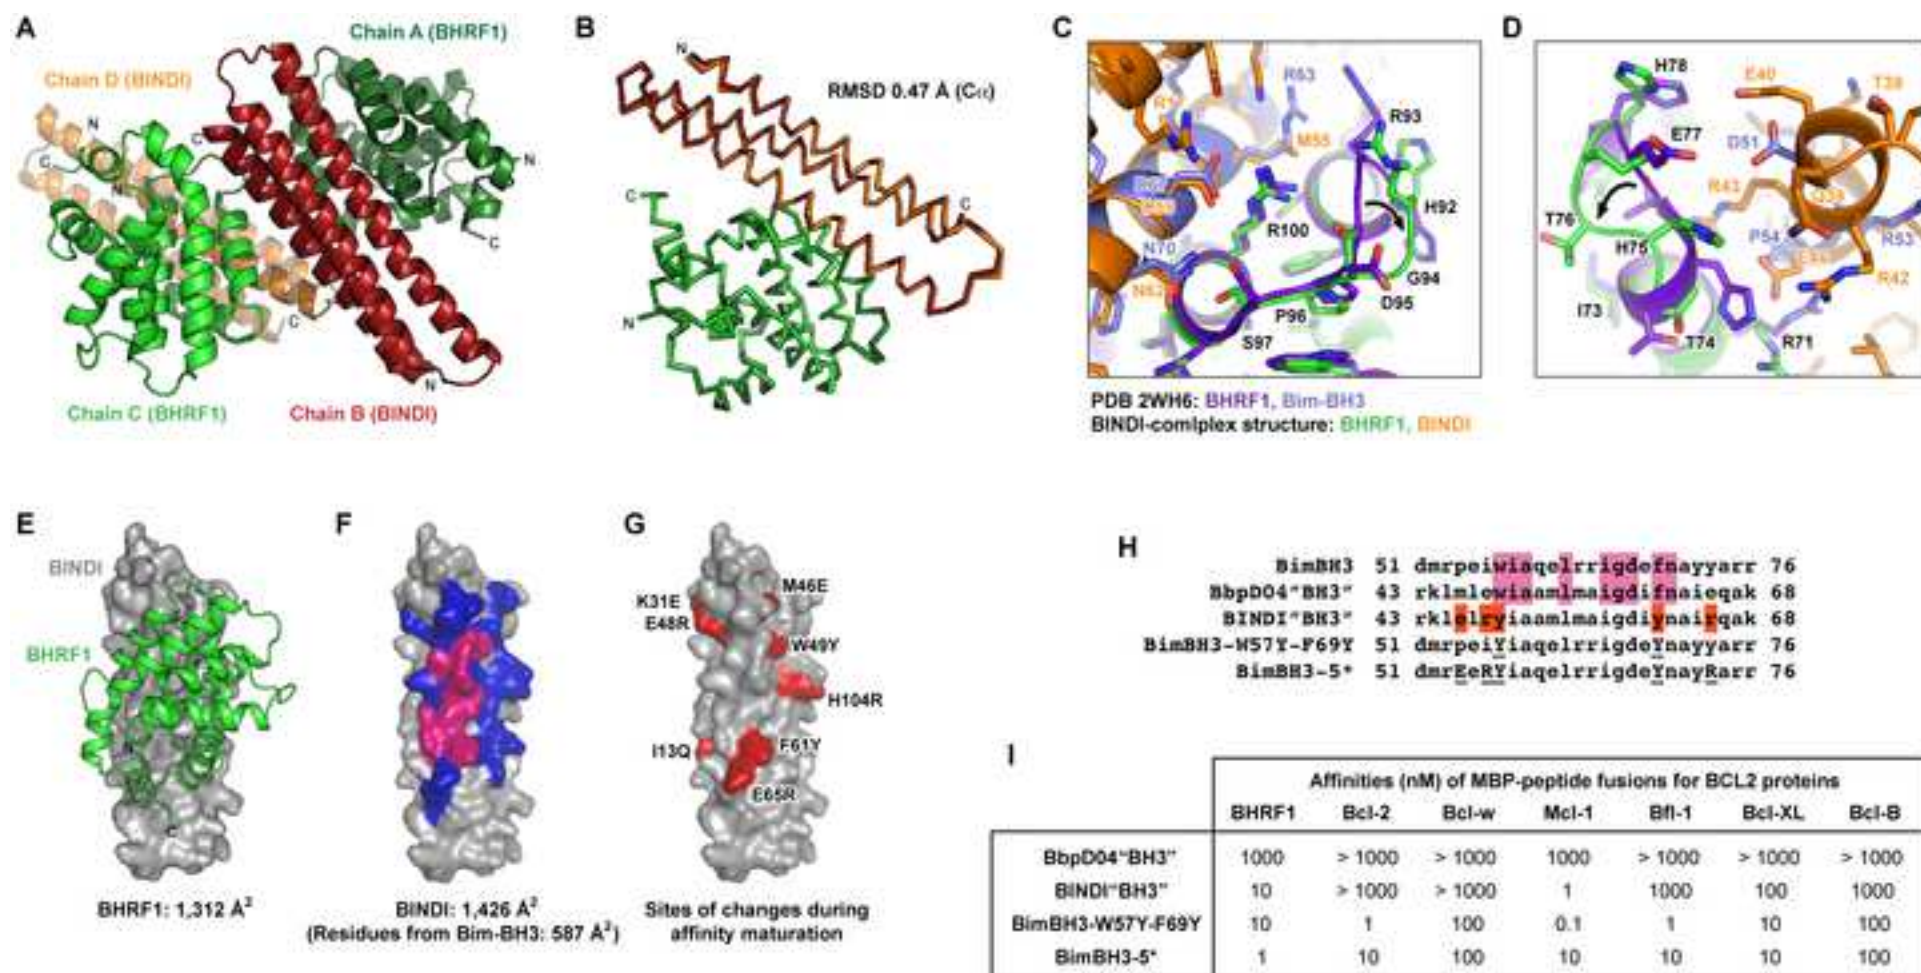 A
Chain A (BHRF1)
Chain D (BINDI)
N
C
C
N
N
C
C
N
Chain C (BHRF1)
Chain B (BINDI)
B
N
RMSD 0.47 Å (Cα)
C
C
N
C
R63
R93
M55
H92
R100
N70
G94
N62
D95
P96
S97
PDB 2WH6: BHRF1, Bim-BH3
BINDI-comlplex structure: BHRF1, BINDI
D
H78
E40
T39
E77
D51
R43
T76
H75
P54
R53
R42
I73
T74
R71
E
BINDI
BHRF1
N
C
BHRF1: 1,312 Å²
F
BINDI: 1,426 Å²
(Residues from Bim-BH3: 587 Å²)
G
M46E
K31E
E48R
W49Y
H104R
I13Q
F61Y
E65R
Sites of changes during
affinity maturation
H
BimBH3 51 dmrpeiwiaqelrrigdefnayyarr 76
BbpD04"BH3" 43 rklmlewiaamlmaigdifnaieqak 68
BINDI"BH3" 43 rklelryiaamlmaigdiynairqak 68
BimBH3-W57Y-F69Y 51 dmrpeiYiaqelrrigdeYnayyarr 76
BimBH3-5* 51 dmrEeRYiaqelrrigdeYnayRarr 76
I
Affinities (nM) of MBP-peptide fusions for BCL2 proteins
BHRF1 Bcl-2 Bcl-w Mcl-1 Bfl-1 Bcl-XL Bcl-B
BbpD04"BH3" 1000 > 1000 > 1000 1000 > 1000 > 1000 > 1000
BINDI"BH3" 10 > 1000 > 1000 1 1000 100 1000
BimBH3-W57Y-F69Y 10 1 100 0.1 1 10 100
BimBH3-5* 1 10 100 10 10 10 100